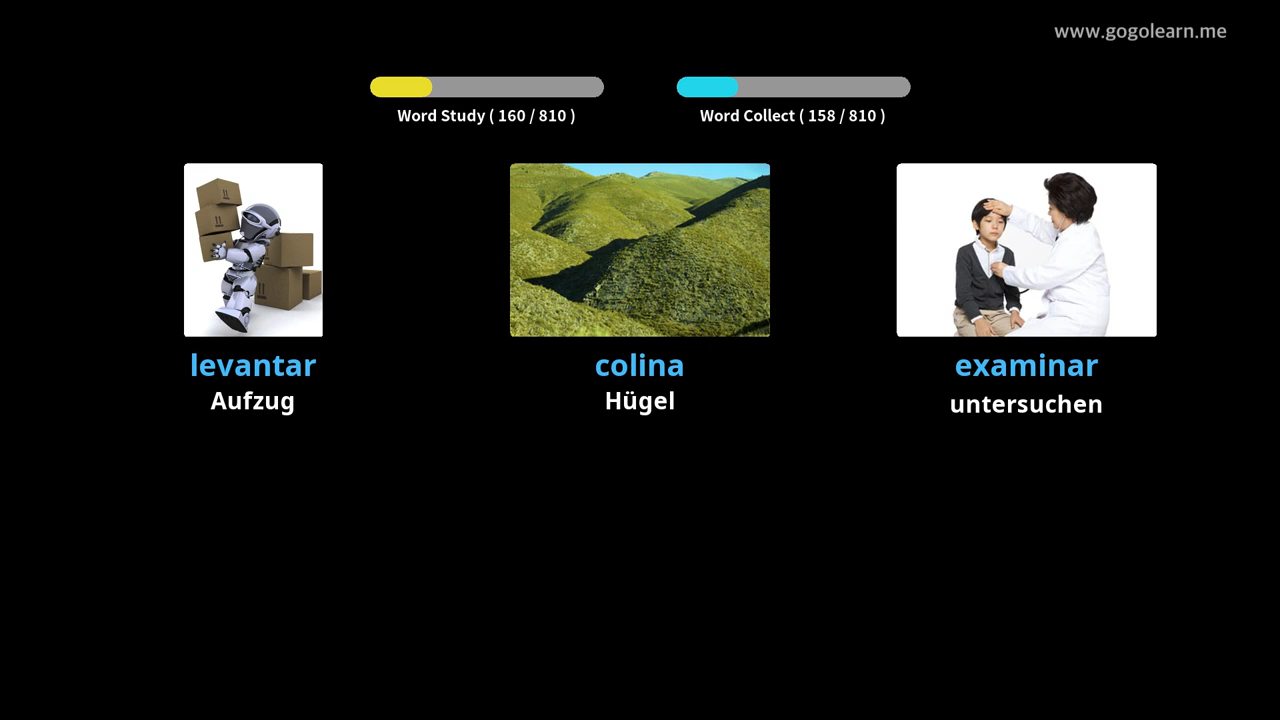 www.gogolearn.me
Word Study ( 160 / 810 )
Word Collect ( 158 / 810 )
levantar
Aufzug
colina
Hügel
examinar
untersuchen